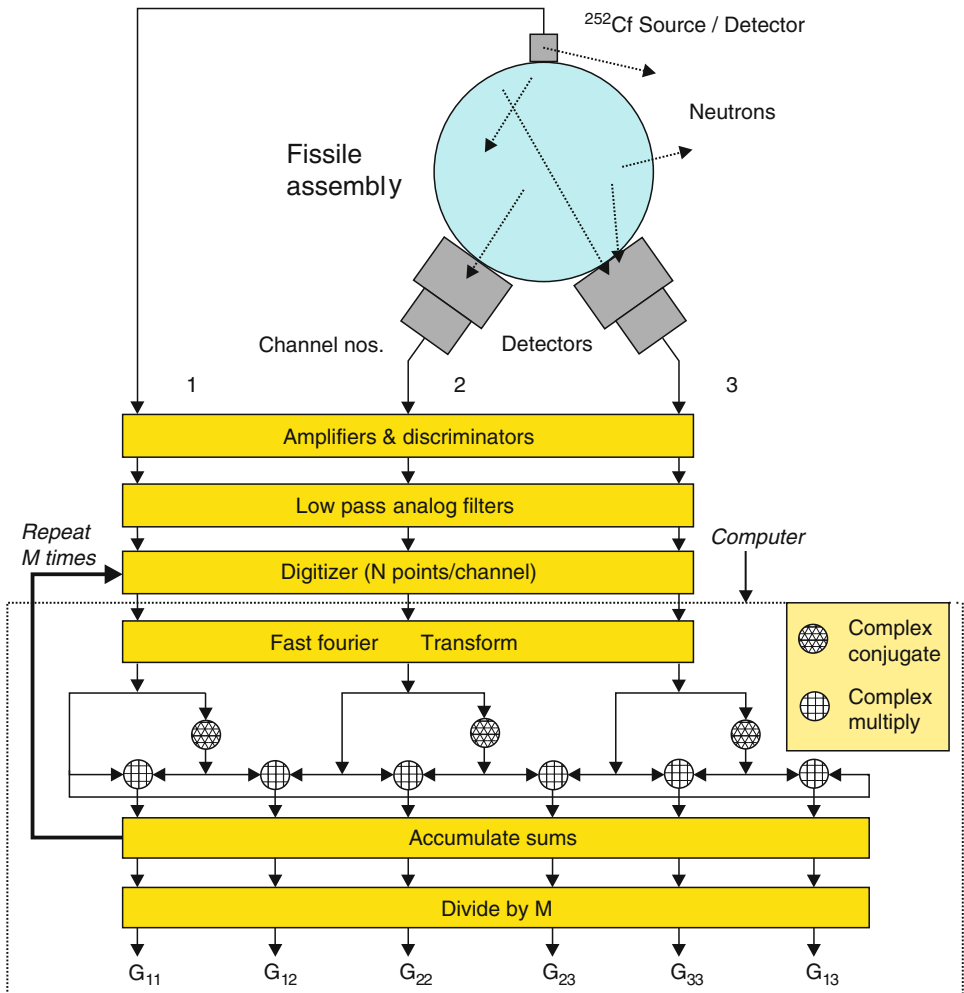 ²⁵²Cf Source / Detector
Neutrons
Fissile
assembly
Channel nos.
Detectors
1
2
3
Amplifiers & discriminators
Low pass analog filters
Repeat
M times
Digitizer (N points/channel)
Computer
Fast fourier Transform
Complex
conjugate
Complex
multiply
Accumulate sums
Divide by M
G₁₁ G₁₂ G₂₂ G₂₃ G₃₃ G₁₃